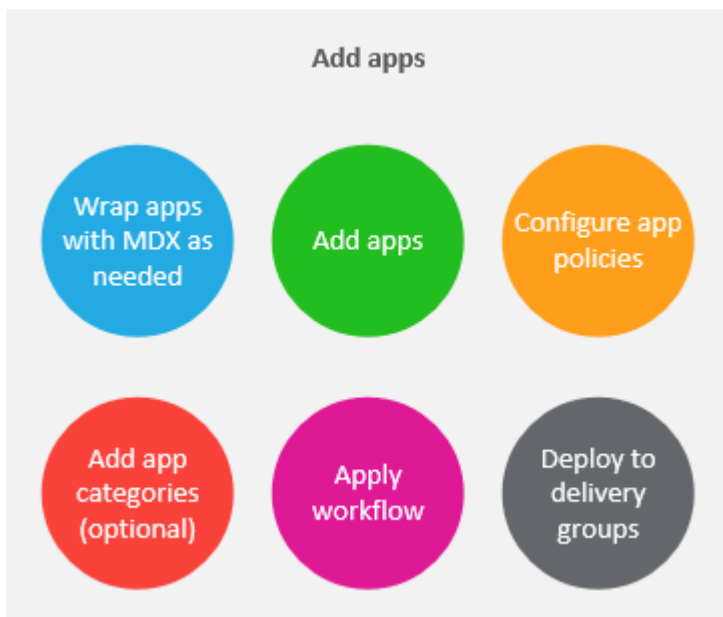 Add apps
Wrap apps
with MDX as
needed
Add apps
Configure app
policies
Add app
categories
(optional)
Apply
workflow
Deploy to
delivery
groups